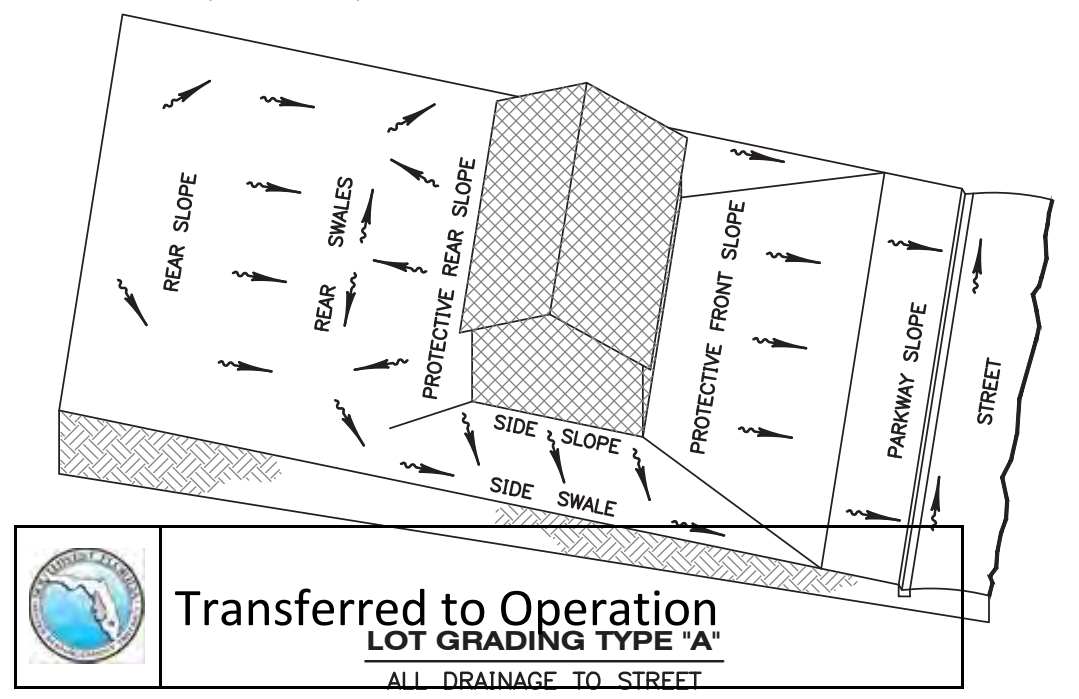 REAR SLOPE
REAR SWALES
PROTECTIVE REAR SLOPE
PROTECTIVE FRONT SLOPE
PARKWAY SLOPE
STREET
SIDE SLOPE
SIDE SWALE
Transferred to Operation
LOT GRADING TYPE "A"
ALL DRAINAGE TO STREET